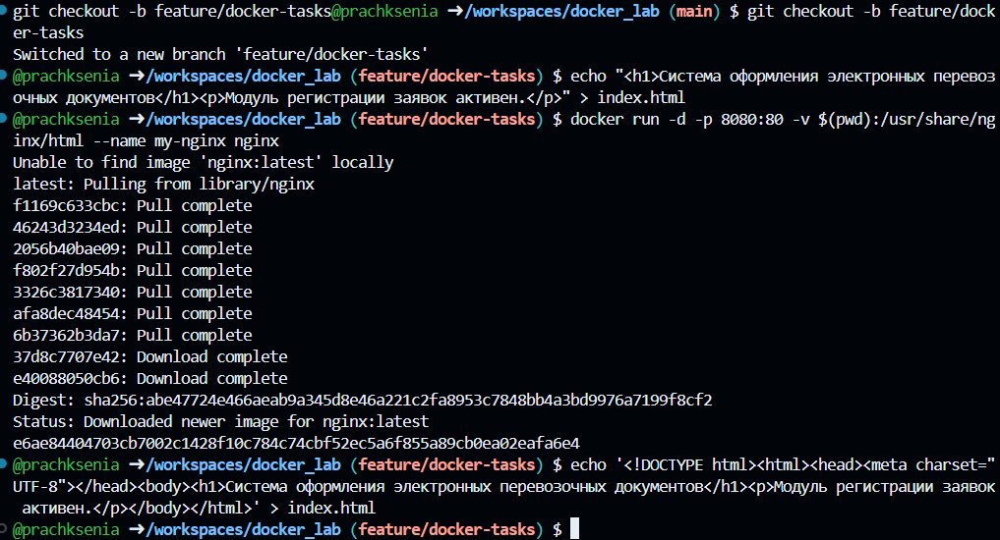 git checkout -b feature/docker-tasks@prachksenia ➜/workspaces/docker_lab (main) $ git checkout -b feature/dock
er-tasks
Switched to a new branch 'feature/docker-tasks'
@prachksenia ➜/workspaces/docker_lab (feature/docker-tasks) $ echo "<h1>Система оформления электронных перевоз
очных документов</h1><p>Модуль регистрации заявок активен.</p>" > index.html
@prachksenia ➜/workspaces/docker_lab (feature/docker-tasks) $ docker run -d -p 8080:80 -v $(pwd):/usr/share/ng
inx/html --name my-nginx nginx
Unable to find image 'nginx:latest' locally
latest: Pulling from library/nginx
f1169c633cbc: Pull complete
46243d3234ed: Pull complete
2056b40bae09: Pull complete
f802f27d954b: Pull complete
3326c3817340: Pull complete
afa8dec48454: Pull complete
6b37362b3da7: Pull complete
37d8c7707e42: Download complete
e40088050cb6: Download complete
Digest: sha256:abe47724e466aeab9a345d8e46a221c2fa8953c7848bb4a3bd9976a7199f8cf2
Status: Downloaded newer image for nginx:latest
e6ae84404703cb7002c1428f10c784c74cbf52ec5a6f855a89cb0ea02eafa6e4
@prachksenia ➜/workspaces/docker_lab (feature/docker-tasks) $ echo '<!DOCTYPE html><html><head><meta charset="
UTF-8"></head><body><h1>Система оформления электронных перевозочных документов</h1><p>Модуль регистрации заявок
 активен.</p></body></html>' > index.html
@prachksenia ➜/workspaces/docker_lab (feature/docker-tasks) $